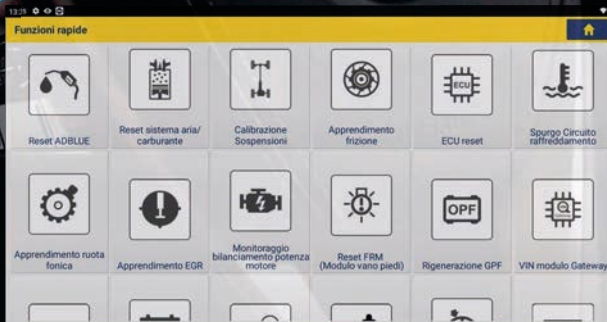 13:15
Funzioni rapide
Reset ADBLUE
Reset sistema aria/
carburante
Calibrazione
Sospensioni
Apprendimento
frizione
ECU
ECU reset
Spurgo Circuito
raffreddamento
Apprendimento ruota
fonica
Apprendimento EGR
Monitoraggio
bilanciamento potenza
motore
Reset FRM
(Modulo vano piedi)
OPF
Rigenerazione GPF
VIN modulo Gateway